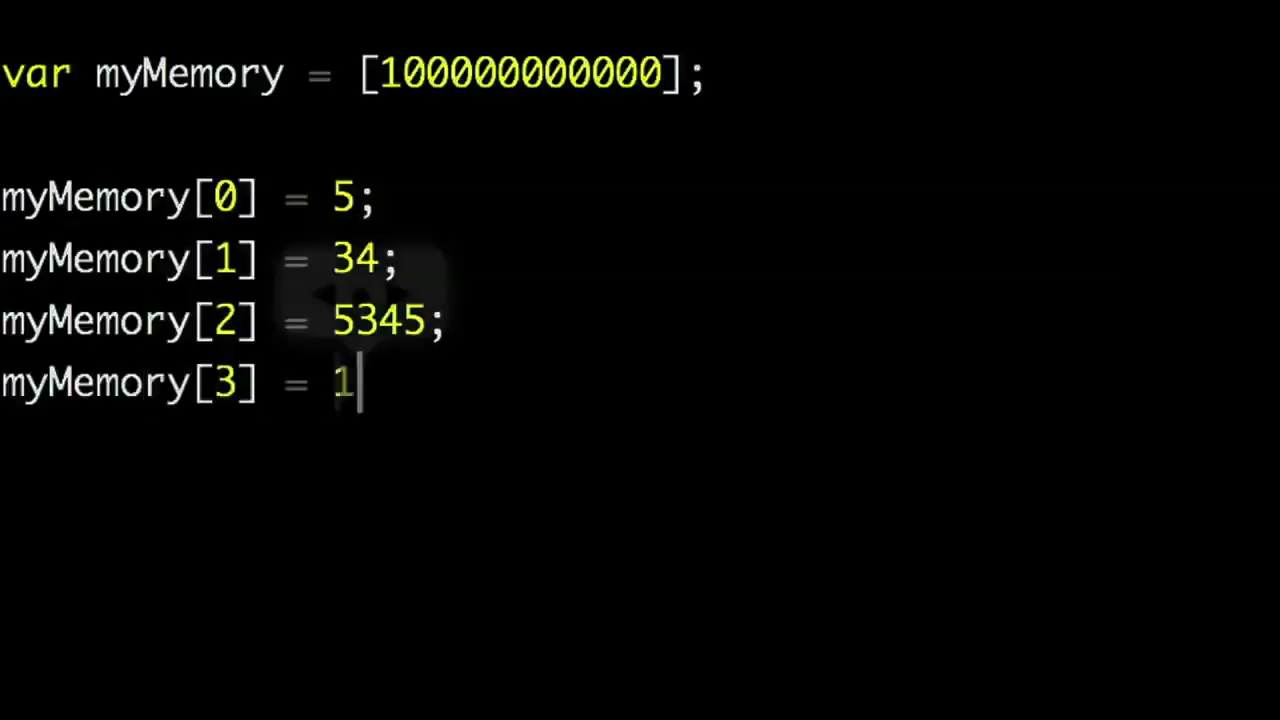 var myMemory = [100000000000];
myMemory[0] = 5;
myMemory[1] = 34;
myMemory[2] = 5345;
myMemory[3] = 1